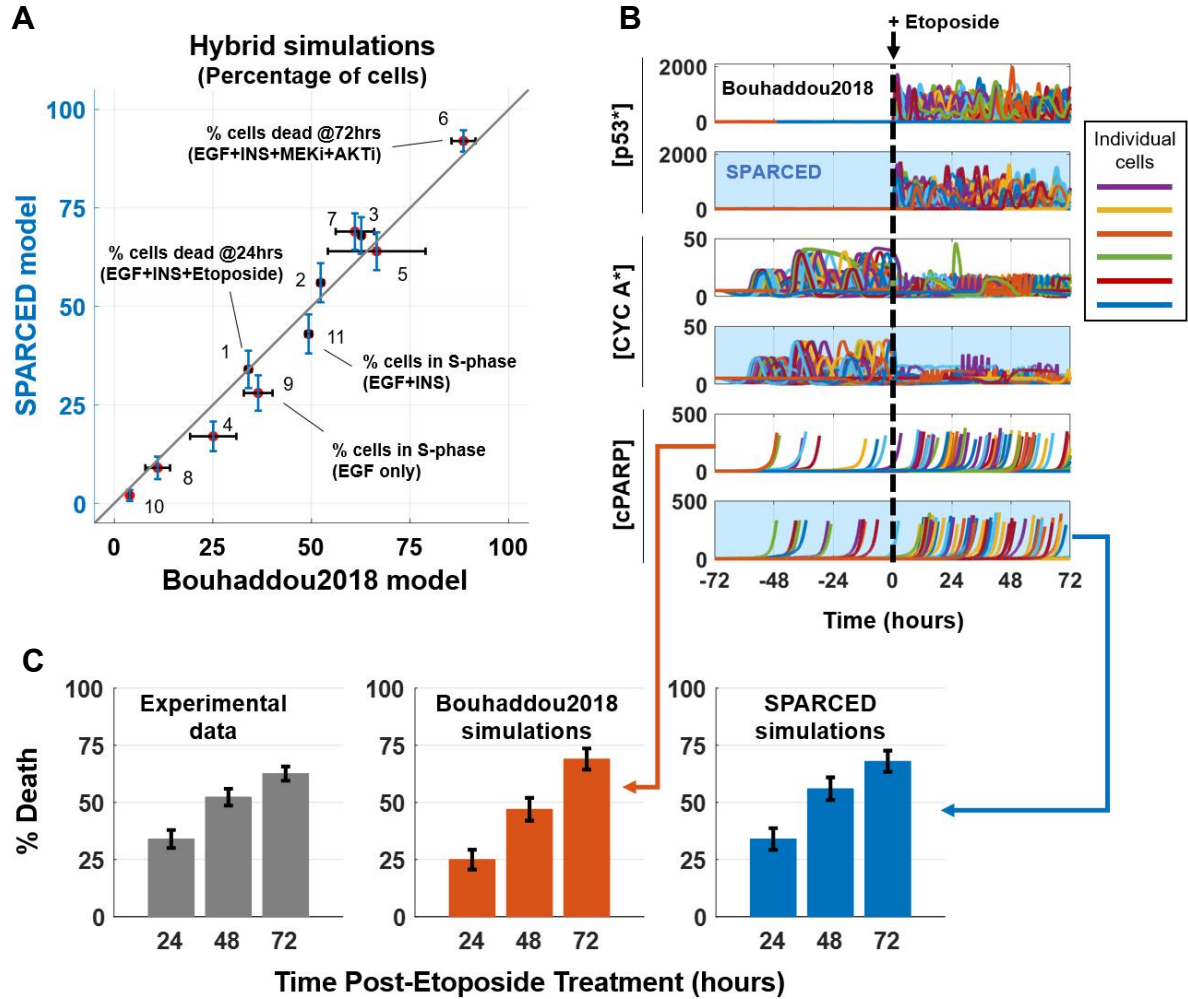 A
Hybrid simulations
(Percentage of cells)
SPARCED model
100
75
50
25
0
6
% cells dead @72hrs
(EGF+INS+MEKi+AKTi)
7
3
5
% cells dead @24hrs
(EGF+INS+Etoposide)
2
11
1
% cells in S-phase
(EGF+INS)
9
4
% cells in S-phase
(EGF only)
8
10
0
25
50
75
100
Bouhaddou2018 model
B
+ Etoposide
[p53*]
2000
0
Bouhaddou2018
2000
0
SPARCED
[CYC A*]
50
0
50
0
[cPARP]
500
0
500
0
-72
-48
-24
0
24
48
72
Time (hours)
Individual
cells
C
% Death
100
75
50
25
0
Experimental
data
24
48
72
100
75
50
25
0
Bouhaddou2018
simulations
24
48
72
100
75
50
25
0
SPARCED
simulations
24
48
72
Time Post-Etoposide Treatment (hours)